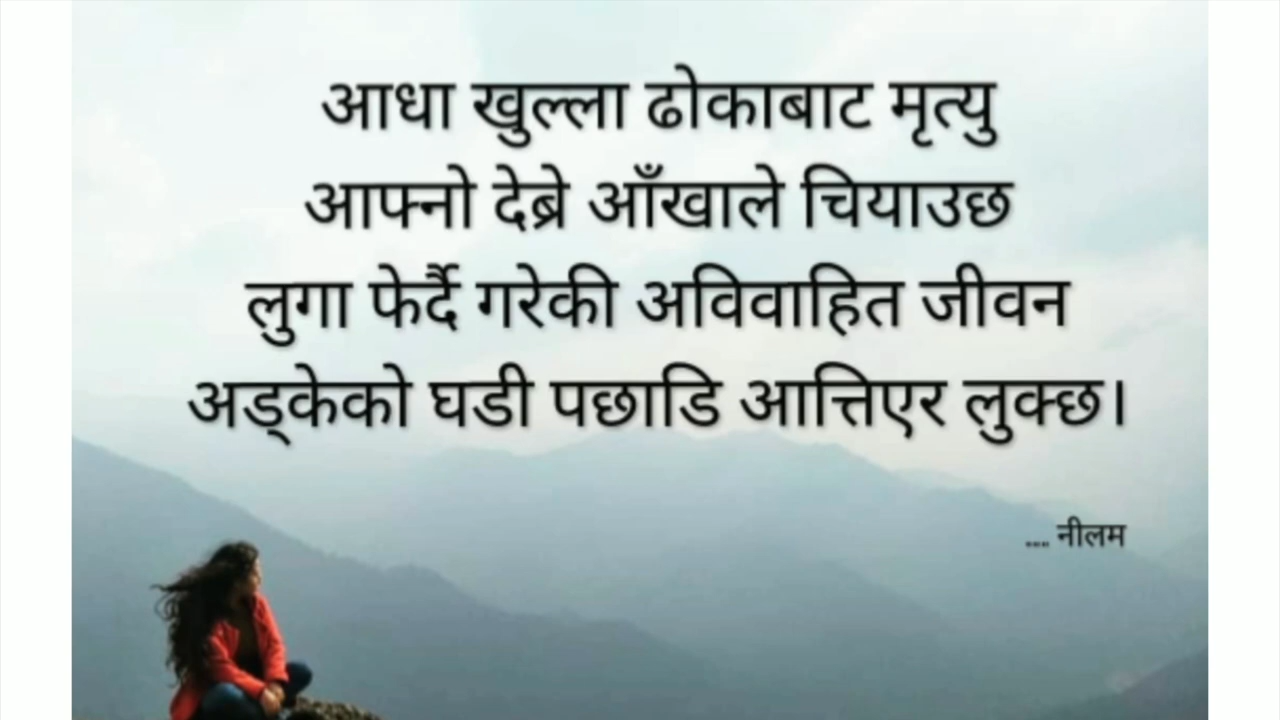 आधा खुल्ला ढोकाबाट मृत्यु
आफ्नो देब्रे आँखाले चियाउछ
लुगा फेर्दै गरेकी अविवाहित जीवन
अड्केको घडी पछाडि आत्तिएर लुक्छ।
.... नीलम